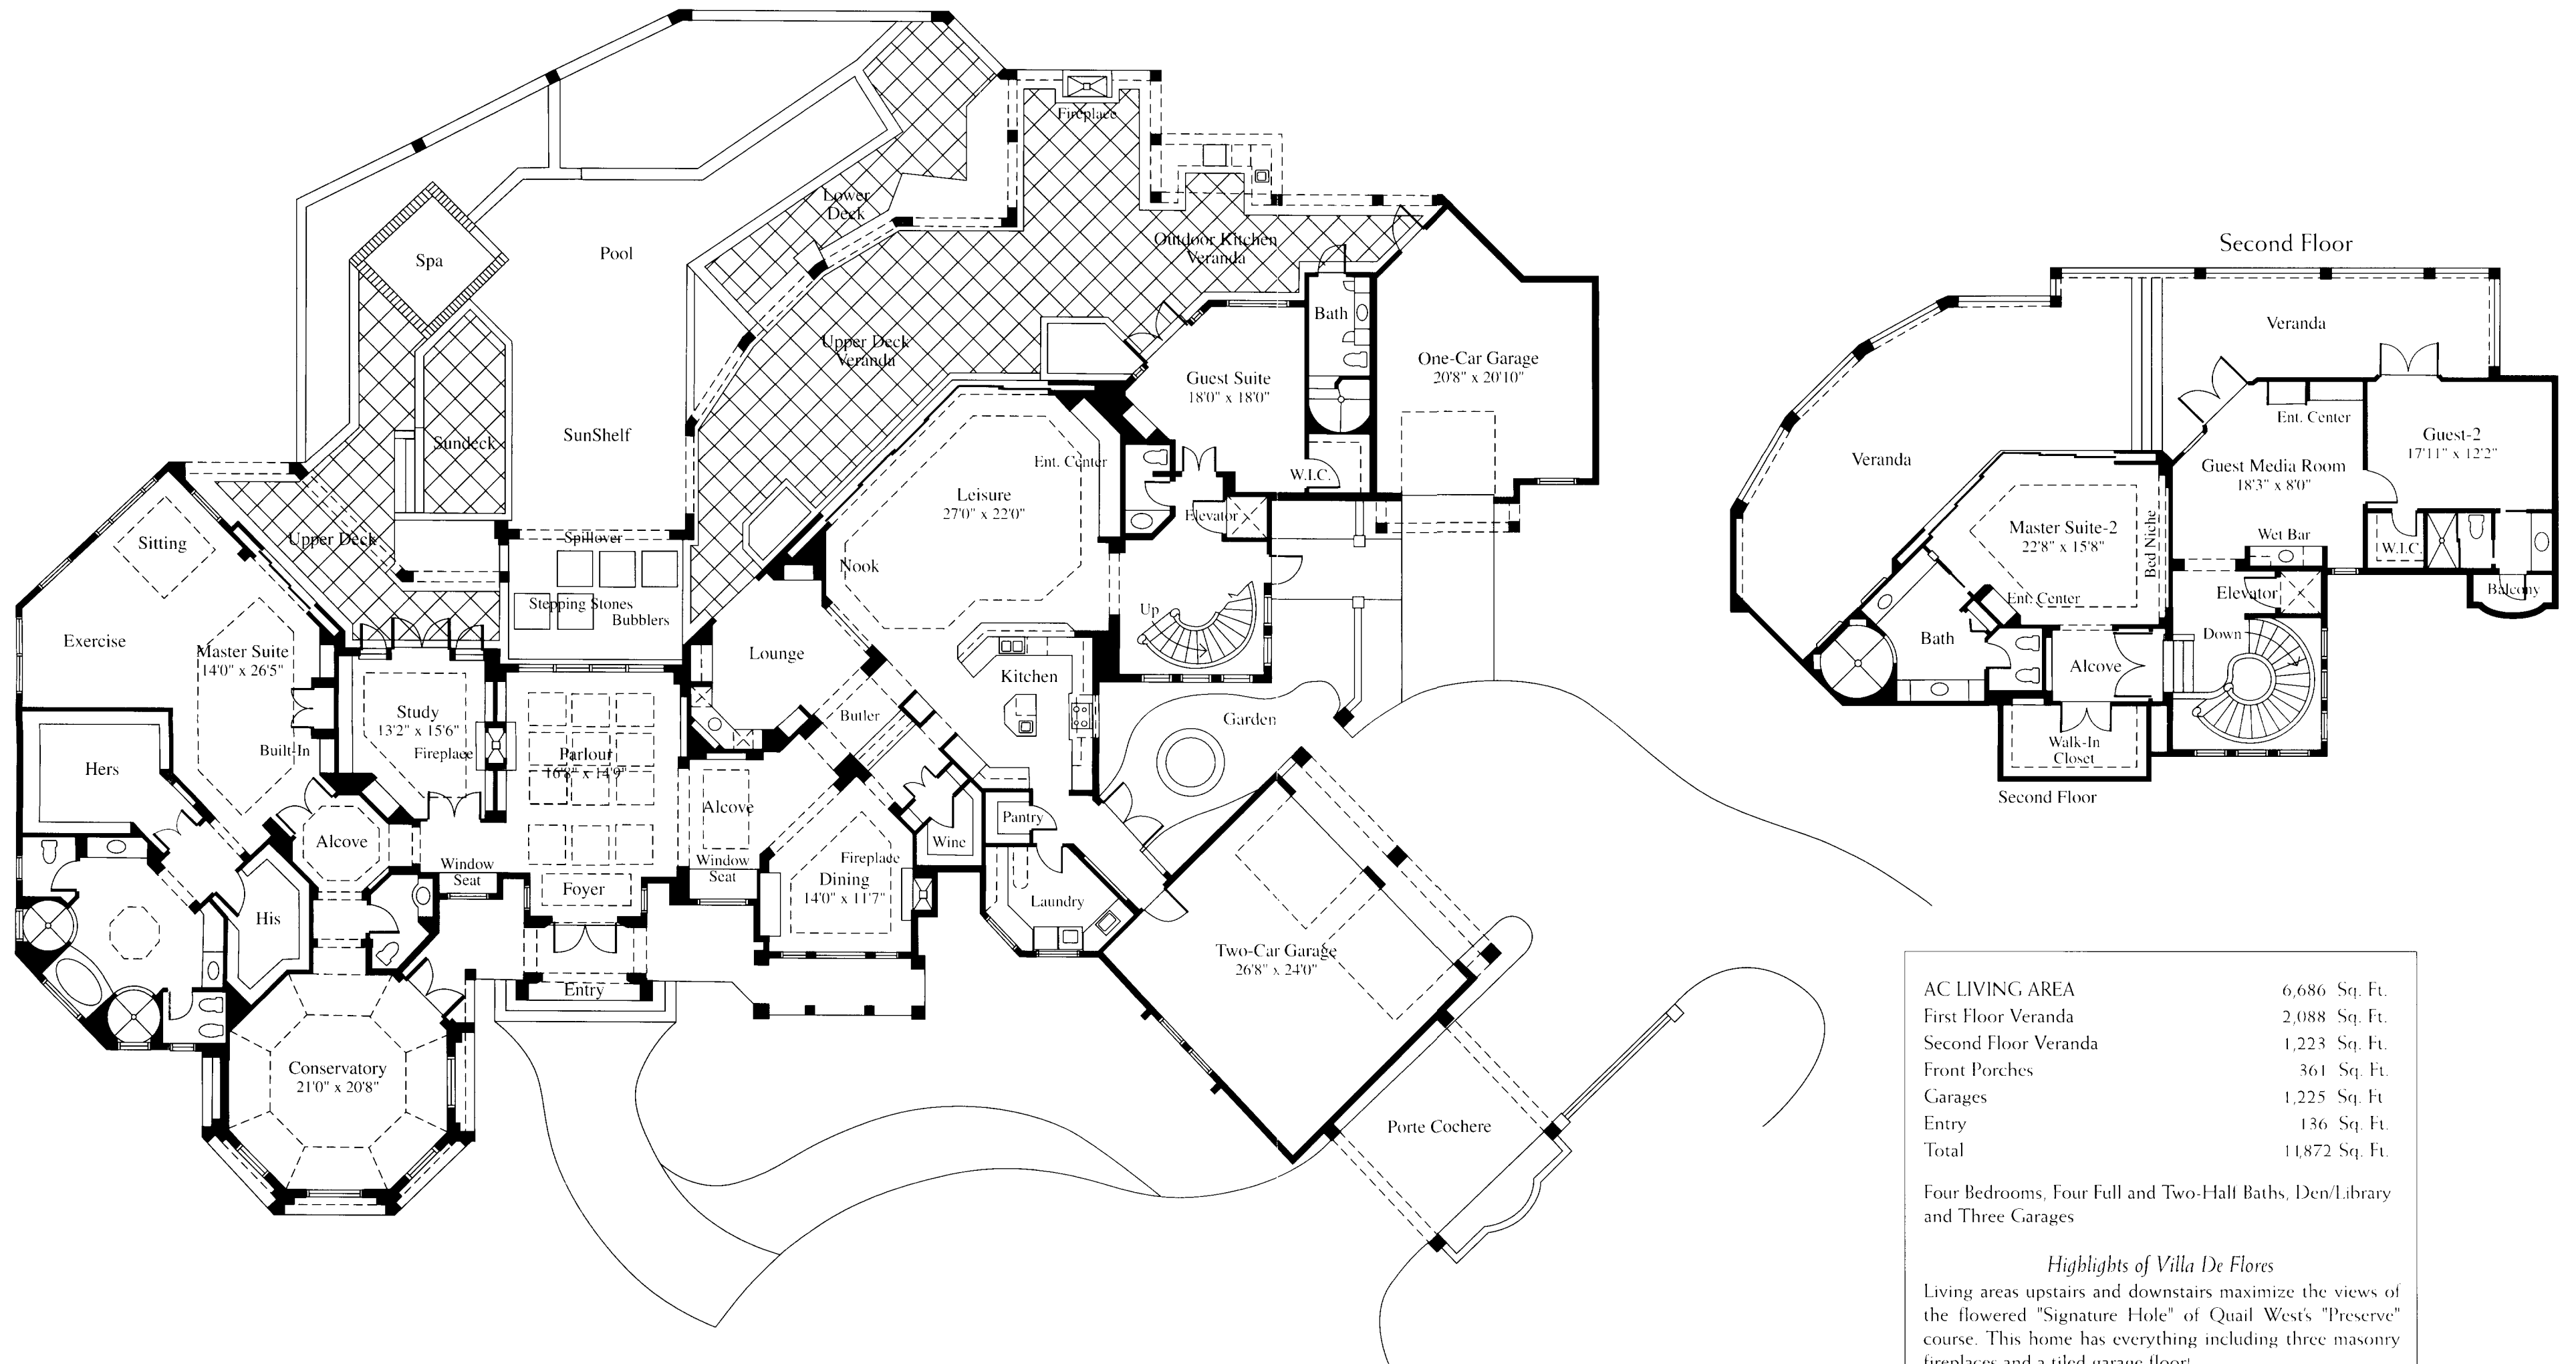 Fireplace
Lower
Deck
Spa
Pool
Outdoor Kitchen
Veranda
Bath
Upper Deck
Veranda
One-Car Garage
20'8" x 20'10"
Guest Suite
18'0" x 18'0"
SunShelf
Sundeck
Ent. Center
W.I.C.
Leisure
27'0" x 22'0"
Elevator
Sitting
Upper Deck
Spillover
Nook
Stepping Stones
Bubblers
Up
Exercise
Master Suite
14'0" x 26'5"
Lounge
Kitchen
Study
13'2" x 15'6"
Butler
Garden
Built-In
Fireplace
Parlour
16'8" x 14'9"
Hers
Alcove
Pantry
Alcove
Wine
Window
Seat
Window
Seat
Fireplace
Dining
14'0" x 11'7"
Foyer
Laundry
His
Two-Car Garage
26'8" x 24'0"
Entry
Conservatory
21'0" x 20'8"
Porte Cochere
Second Floor
Veranda
Ent. Center
Guest-2
17'11" x 12'2"
Veranda
Guest Media Room
18'3" x 8'0"
Master Suite-2
22'8" x 15'8"
Bed Niche
Wet Bar
W.I.C.
Elevator
Balcony
Ent. Center
Bath
Down
Alcove
Walk-In
Closet
Second Floor
AC LIVING AREA 6,686 Sq. Ft.
First Floor Veranda 2,088 Sq. Ft.
Second Floor Veranda 1,223 Sq. Ft.
Front Porches 361 Sq. Ft.
Garages 1,225 Sq. Ft
Entry 136 Sq. Ft.
Total 11,872 Sq. Ft.
Four Bedrooms, Four Full and Two-Half Baths, Den/Library
and Three Garages
Highlights of Villa De Flores
Living areas upstairs and downstairs maximize the views of
the flowered "Signature Hole" of Quail West's "Preserve"
course. This home has everything including three masonry
fireplaces and a tiled garage floor!